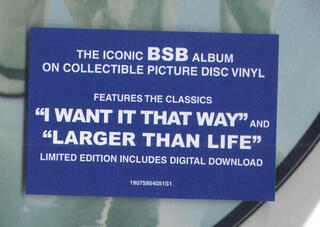 THE ICONIC BSB ALBUM
ON COLLECTIBLE PICTURE DISC VINYL
FEATURES THE CLASSICS
“I WANT IT THAT WAY” AND
“LARGER THAN LIFE”
LIMITED EDITION INCLUDES DIGITAL DOWNLOAD
19075954051S1